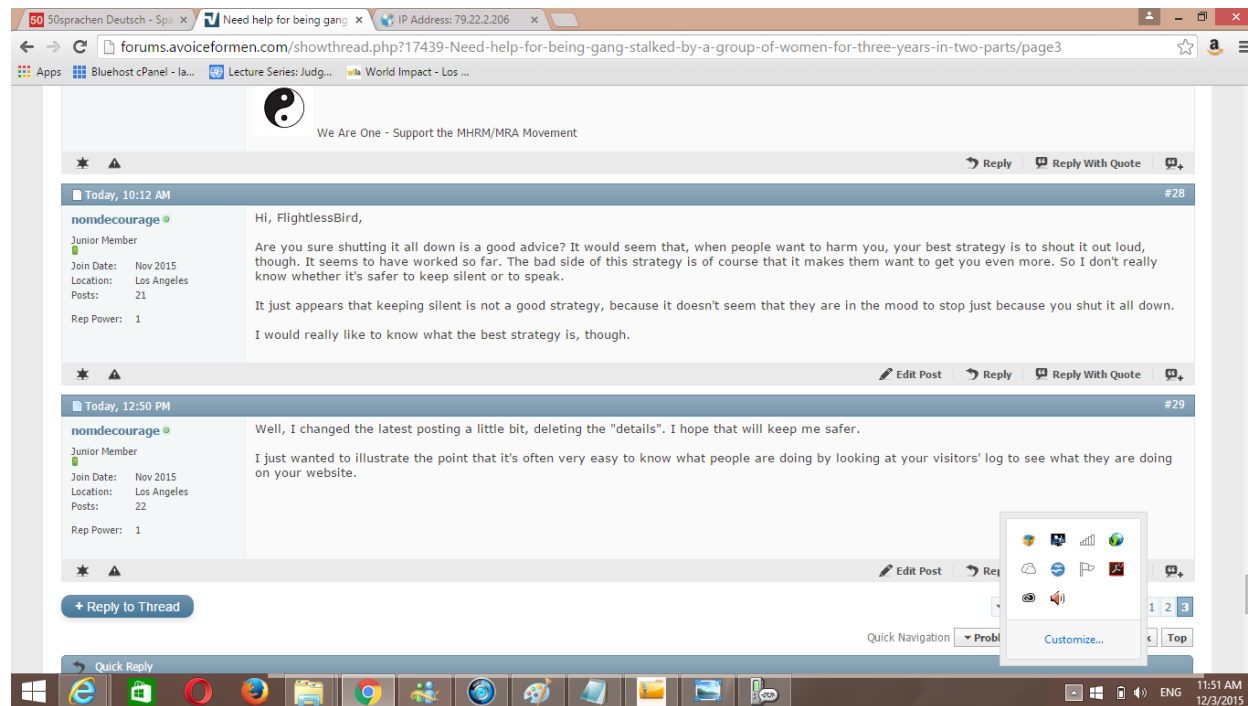 50 50sprachen Deutsch - Spa
Need help for being gang
IP Address: 79.22.2.206
forums.avoiceformen.com/showthread.php?17439-Need-help-for-being-gang-stalked-by-a-group-of-women-for-three-years-in-two-parts/page3
Apps Bluehost cPanel - la... Lecture Series: Judg... wila World Impact - Los ...
We Are One - Support the MHRM/MRA Movement
Reply Reply With Quote
Today, 10:12 AM #28
nomdecourage
Junior Member
Join Date: Nov 2015
Location: Los Angeles
Posts: 21
Rep Power: 1
Hi, FlightlessBird,
Are you sure shutting it all down is a good advice? It would seem that, when people want to harm you, your best strategy is to shout it out loud,
though. It seems to have worked so far. The bad side of this strategy is of course that it makes them want to get you even more. So I don't really
know whether it's safer to keep silent or to speak.
It just appears that keeping silent is not a good strategy, because it doesn't seem that they are in the mood to stop just because you shut it all down.
I would really like to know what the best strategy is, though.
Edit Post Reply Reply With Quote
Today, 12:50 PM #29
nomdecourage
Junior Member
Join Date: Nov 2015
Location: Los Angeles
Posts: 22
Rep Power: 1
Well, I changed the latest posting a little bit, deleting the "details". I hope that will keep me safer.
I just wanted to illustrate the point that it's often very easy to know what people are doing by looking at your visitors' log to see what they are doing
on your website.
Edit Post Rep
+ Reply to Thread
1 2 3
Quick Navigation Probl Top
Customize...
Quick Reply
ENG 11:51 AM
12/3/2015